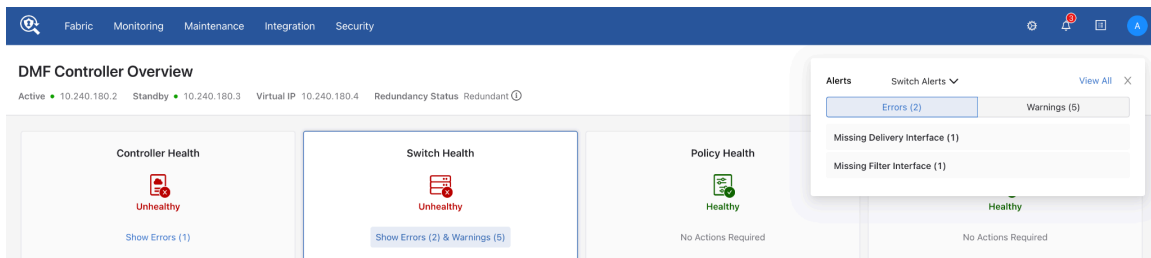 Fabric Monitoring Maintenance Integration Security
3
A
DMF Controller Overview
Active 10.240.180.2 Standby 10.240.180.3 Virtual IP 10.240.180.4 Redundancy Status Redundant
Alerts Switch Alerts View All
Errors (2) Warnings (5)
Missing Delivery Interface (1)
Missing Filter Interface (1)
Controller Health
Unhealthy
Show Errors (1)
Switch Health
Unhealthy
Show Errors (2) & Warnings (5)
Policy Health
Healthy
No Actions Required
Healthy
No Actions Required